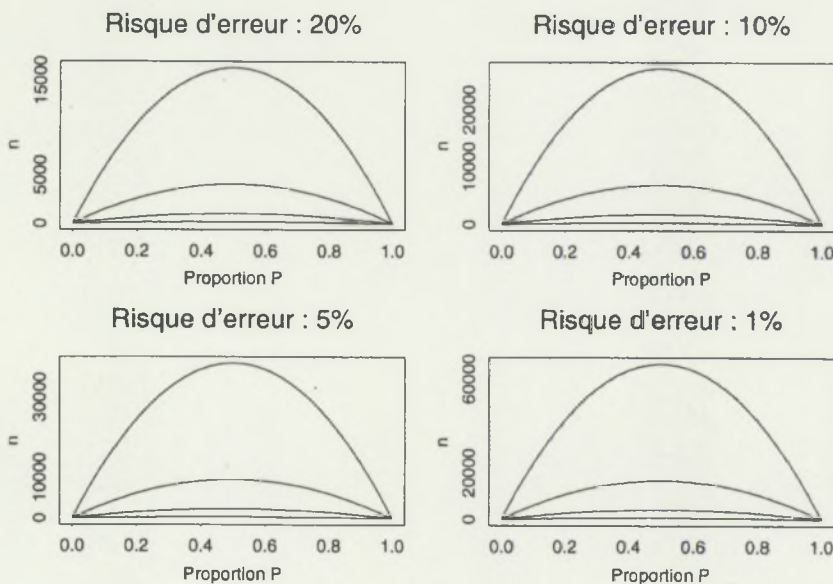 Risque d'erreur : 20%
15000
5000
0
n
0.0 0.2 0.4 0.6 0.8 1.0
Proportion P
Risque d'erreur : 10%
20000
10000
0
n
0.0 0.2 0.4 0.6 0.8 1.0
Proportion P
Risque d'erreur : 5%
30000
10000
0
n
0.0 0.2 0.4 0.6 0.8 1.0
Proportion P
Risque d'erreur : 1%
60000
20000
0
n
0.0 0.2 0.4 0.6 0.8 1.0
Proportion P